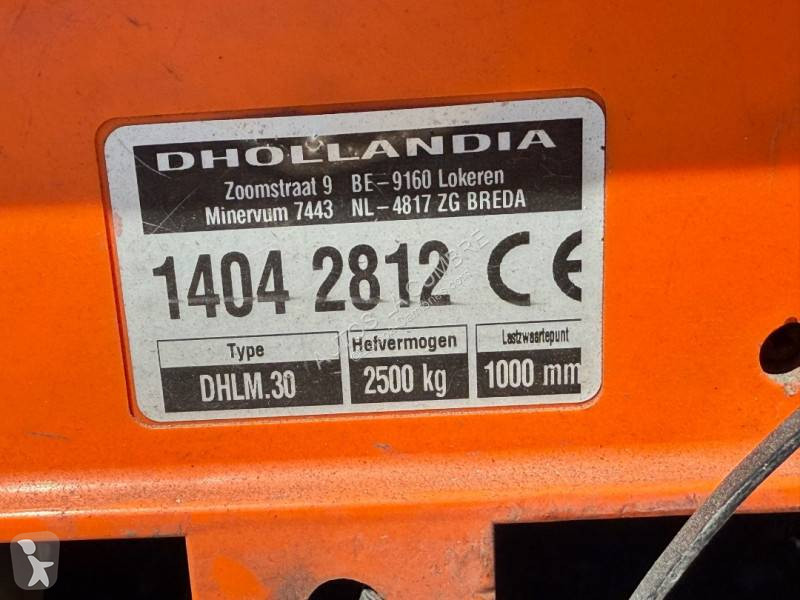 DHOLLANDIA
Zoomstraat 9 BE-9160 Lokeren
Minervum 7443 NL-4817 ZG BREDA
1404 2812 CE
Type
DHLM.30
Hefvermogen
2500 kg
Lastzwaartepunt
1000 mm